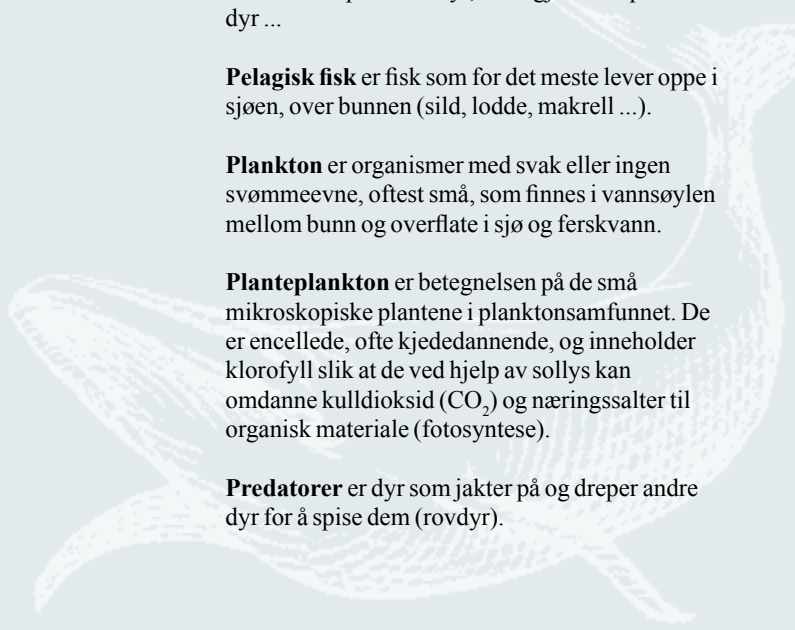 dyr ...
Pelagisk fisk er fisk som for det meste lever oppe i
sjøen, over bunnen (sild, lodde, makrell ...).
Plankton er organismer med svak eller ingen
svømmeevne, oftest små, som finnes i vannsøylen
mellom bunn og overflate i sjø og ferskvann.
Planteplankton er betegnelsen på de små
mikroskopiske plantene i planktonsamfunnet. De
er encellede, ofte kjededannende, og inneholder
klorofyll slik at de ved hjelp av sollys kan
omdanne kulldioksid (CO₂) og næringssalter til
organisk materiale (fotosyntese).
Predatorer er dyr som jakter på og dreper andre
dyr for å spise dem (rovdyr).